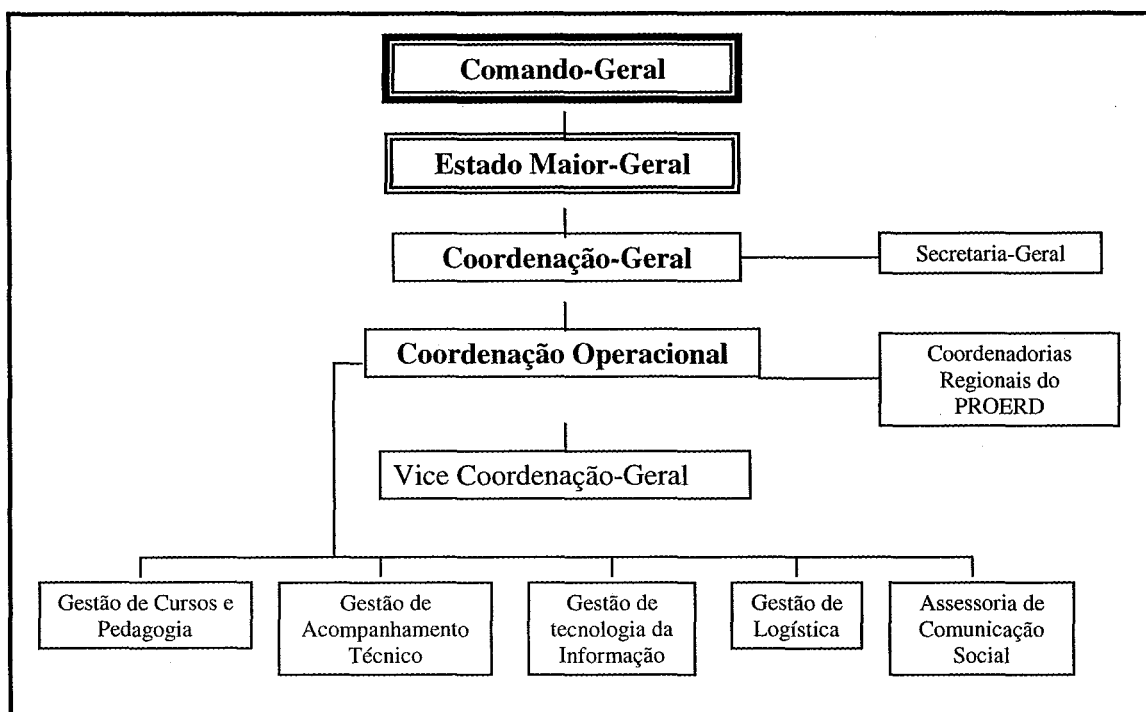 Comando-Geral
Estado Maior-Geral
Coordenação-Geral
Secretaria-Geral
Coordenação Operacional
Coordenadorias
Regionais do
PROERD
Vice Coordenação-Geral
Gestão de Cursos e
Pedagogia
Gestão de
Acompanhamento
Técnico
Gestão de
tecnologia da
Informação
Gestão de
Logística
Assessoria de
Comunicação
Social